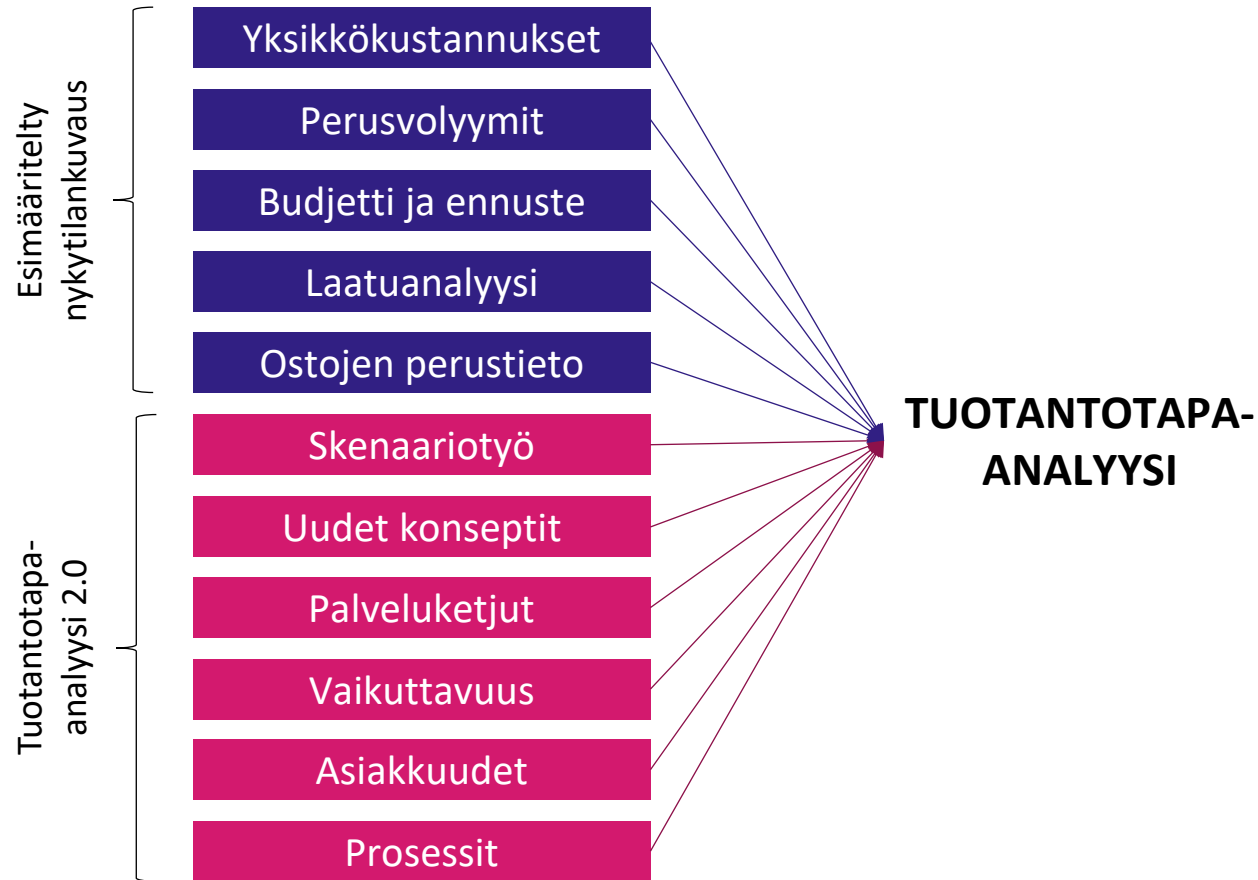 Esimääritelty
nykytilankuvaus
Yksikkökustannukset
Perusvolyymit
Budjetti ja ennuste
Laatuanalyysi
Ostojen perustieto
Tuotantotapa-
analyysi 2.0
Skenaariotyö
Uudet konseptit
Palveluketjut
Vaikuttavuus
Asiakkuudet
Prosessit
TUOTANTOTAPA-
ANALYYSI